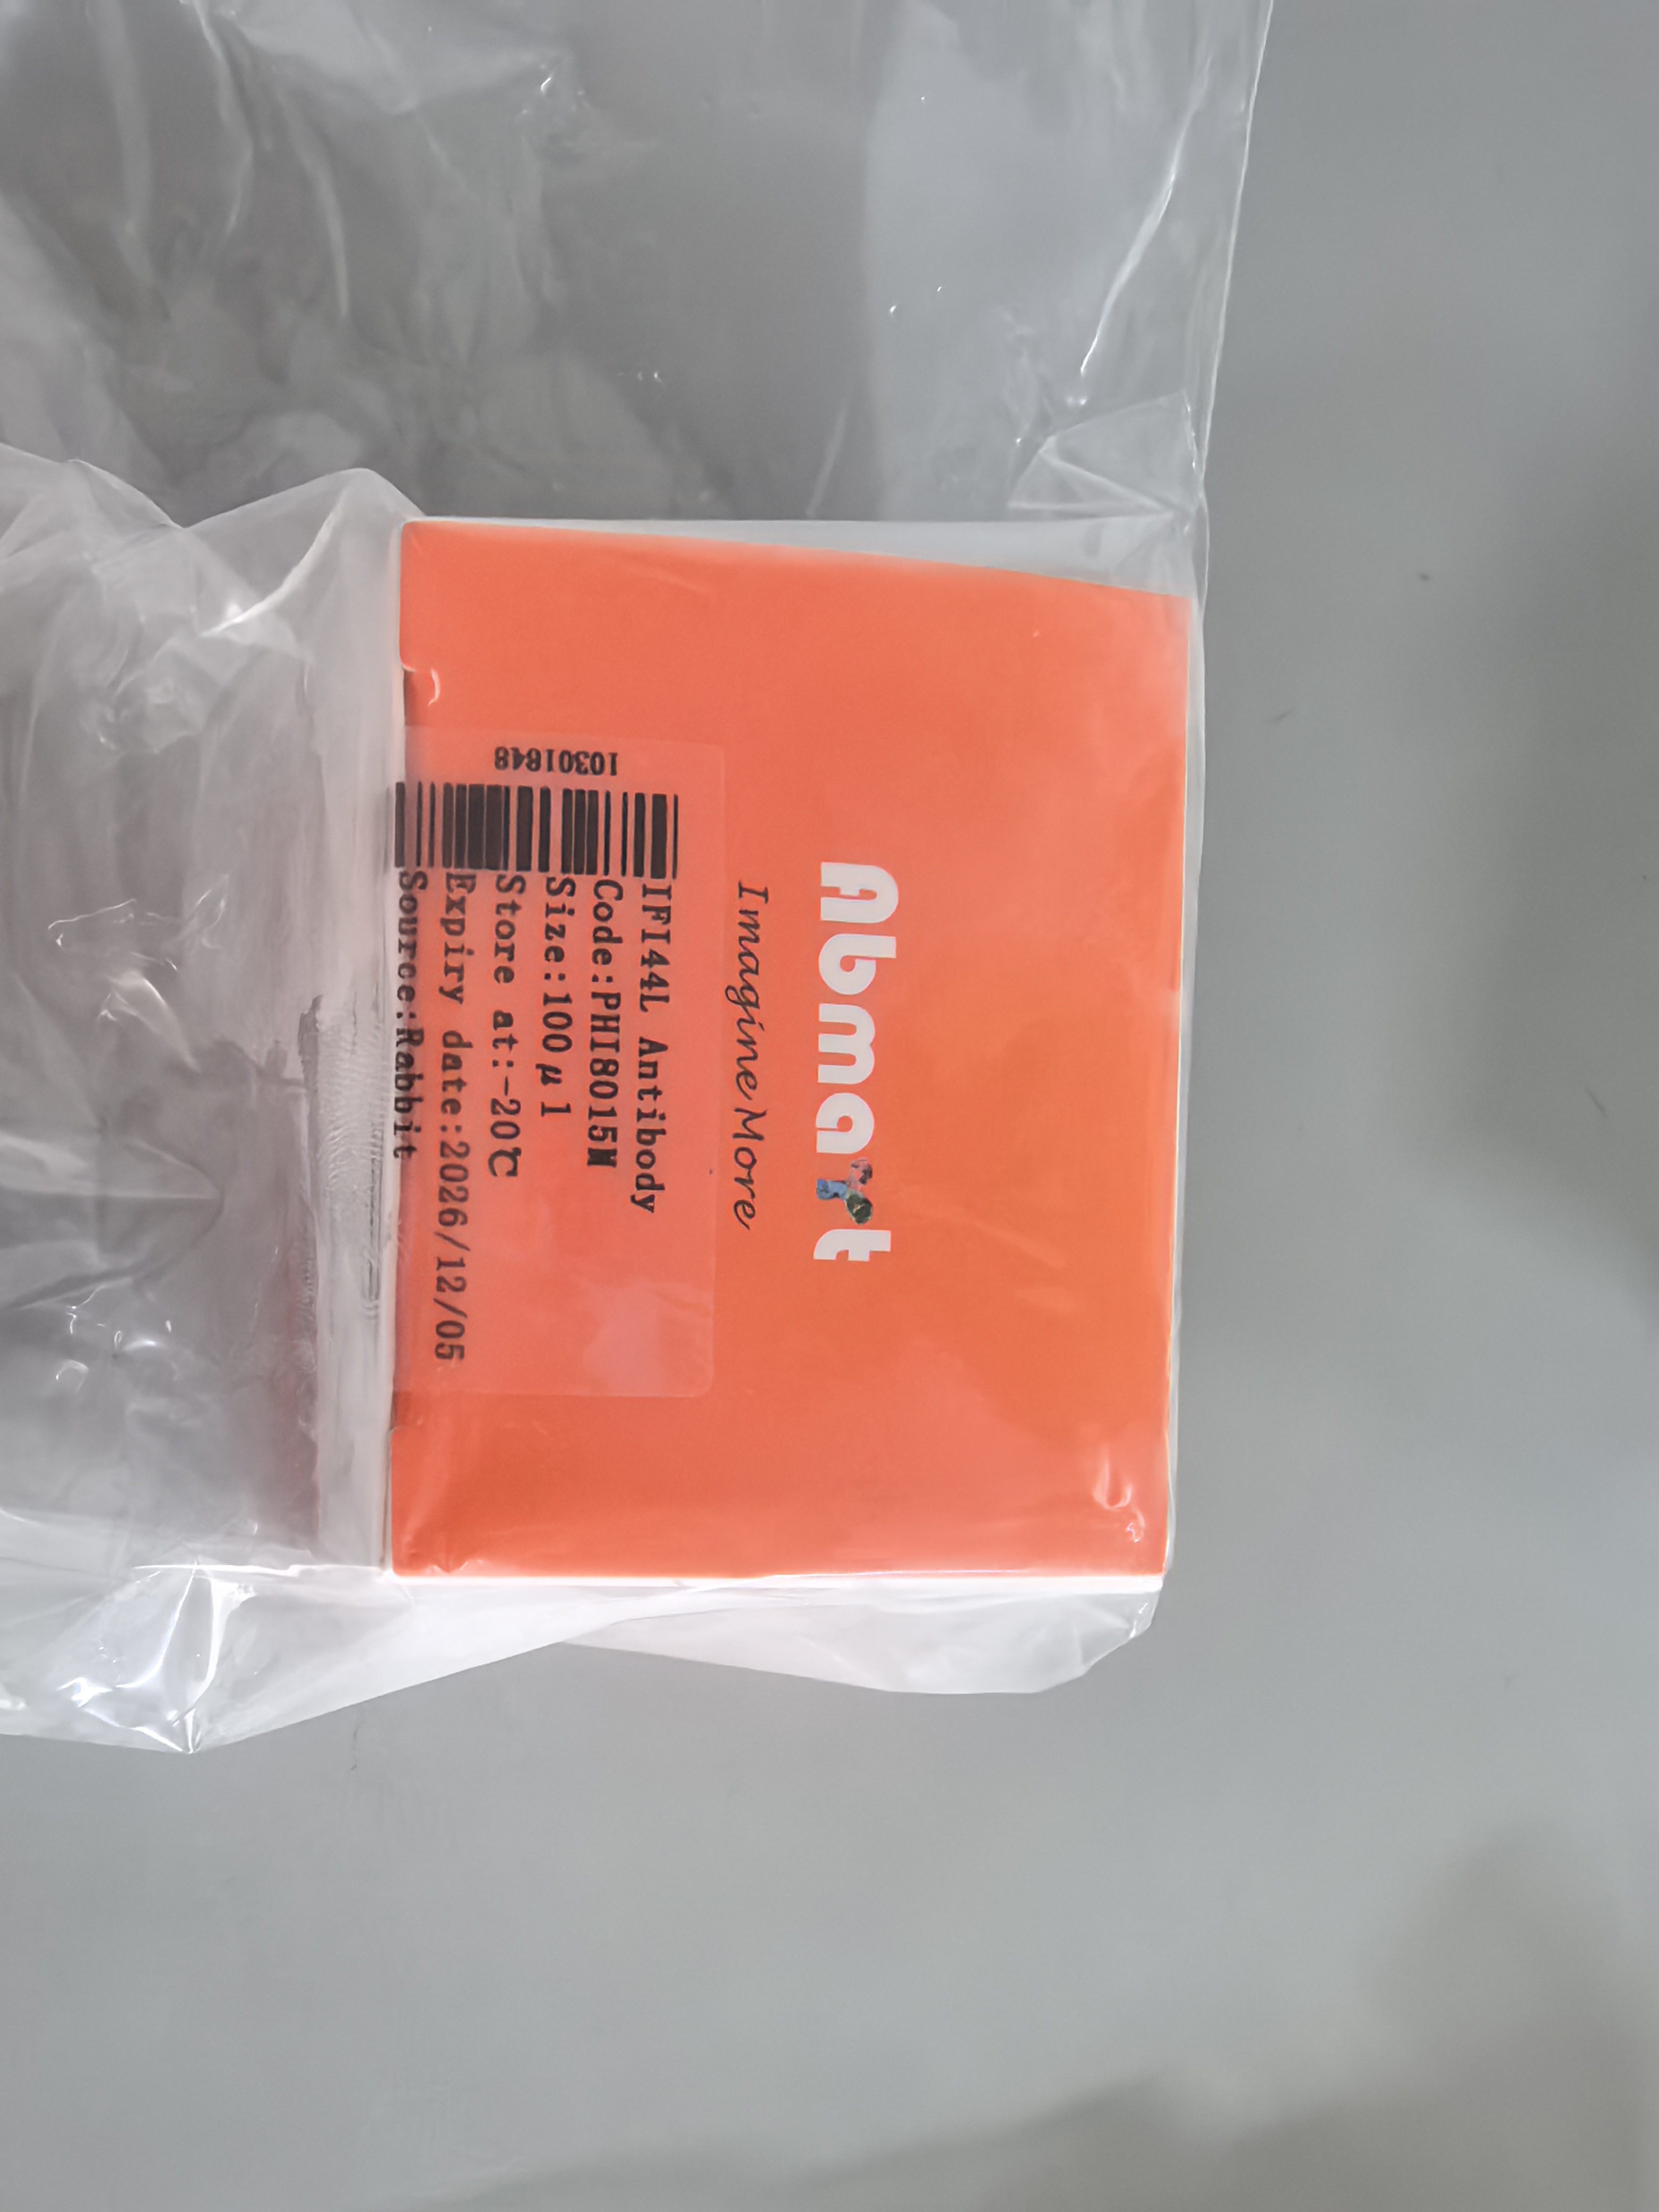 Abmart
Imagine More
10301848
IFI44L Antibody
Code:PHI8015M
Size:100μl
Store at:-20℃
Expiry date:2026/12/05
Source:Rabbit